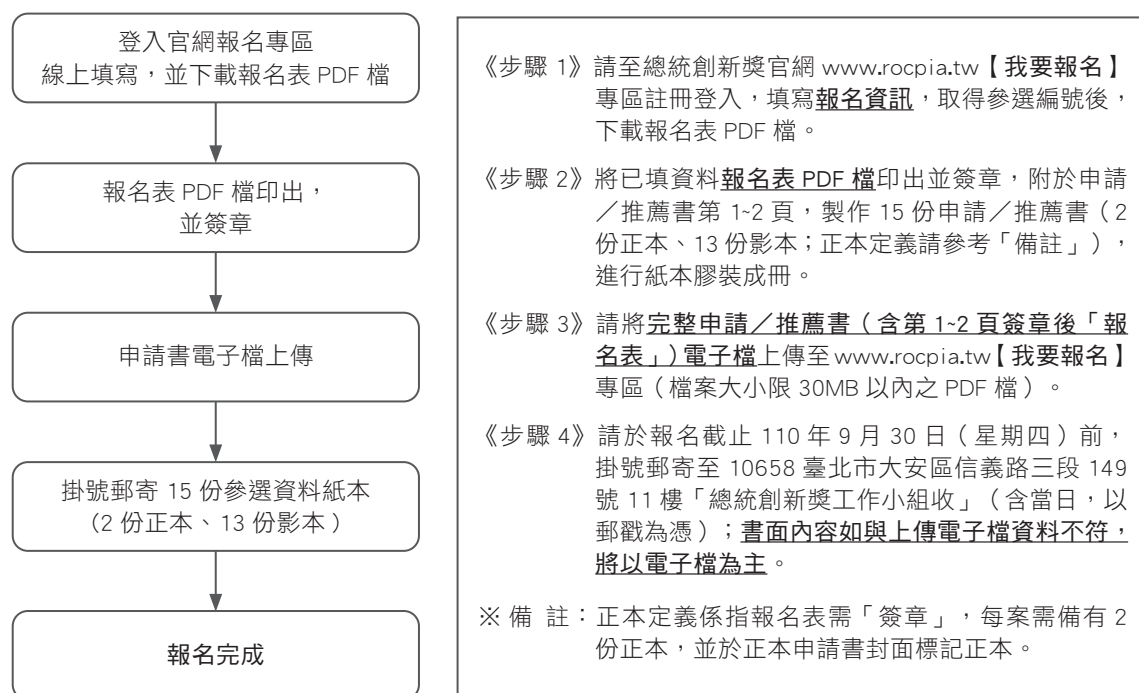 登入官網報名專區
線上填寫，並下載報名表 PDF 檔
報名表 PDF 檔印出，
並簽章
申請書電子檔上傳
掛號郵寄 15 份參選資料紙本
（2 份正本、13 份影本）
報名完成
《步驟 1》請至總統創新獎官網 www.rocpia.tw【我要報名】
專區註冊登入，填寫報名資訊，取得參選編號後，
下載報名表 PDF 檔。
《步驟 2》將已填資料報名表 PDF 檔印出並簽章，附於申請
／推薦書第 1~2 頁，製作 15 份申請／推薦書（2
份正本、13 份影本；正本定義請參考「備註」），
進行紙本膠裝成冊。
《步驟 3》請將完整申請／推薦書（含第 1~2 頁簽章後「報
名表」）電子檔上傳至 www.rocpia.tw【我要報名】
專區（檔案大小限 30MB 以內之 PDF 檔）。
《步驟 4》請於報名截止 110 年 9 月 30 日（星期四）前，
掛號郵寄至 10658 臺北市大安區信義路三段 149
號 11 樓「總統創新獎工作小組收」（含當日，以
郵戳為憑）；書面內容如與上傳電子檔資料不符，
將以電子檔為主。
※ 備 註：正本定義係指報名表需「簽章」，每案需備有 2
份正本，並於正本申請書封面標記正本。